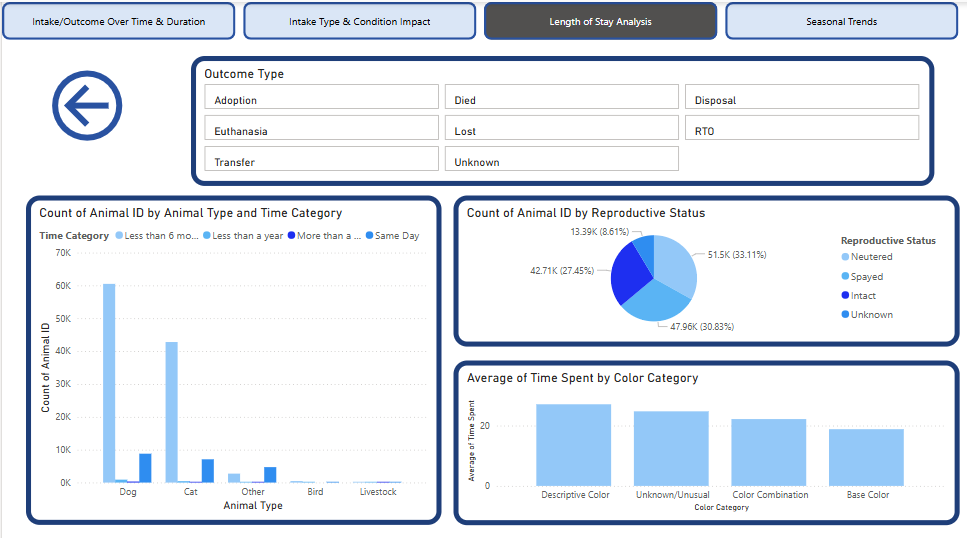 Intake/Outcome Over Time & Duration
Intake Type & Condition Impact
Length of Stay Analysis
Seasonal Trends
Outcome Type
Adoption
Died
Disposal
Euthanasia
Lost
RTO
Transfer
Unknown
Count of Animal ID by Animal Type and Time Category
Time Category Less than 6 mo... Less than a year More than a ... Same Day
70K
60K
50K
40K
30K
20K
10K
0K
Count of Animal ID
Dog Cat Other Bird Livestock
Animal Type
Count of Animal ID by Reproductive Status
13.39K (8.61%)
51.5K (33.11%)
42.71K (27.45%)
47.96K (30.83%)
Reproductive Status
Neutered
Spayed
Intact
Unknown
Average of Time Spent by Color Category
Average of Time Spent
20
0
Descriptive Color Unknown/Unusual Color Combination Base Color
Color Category